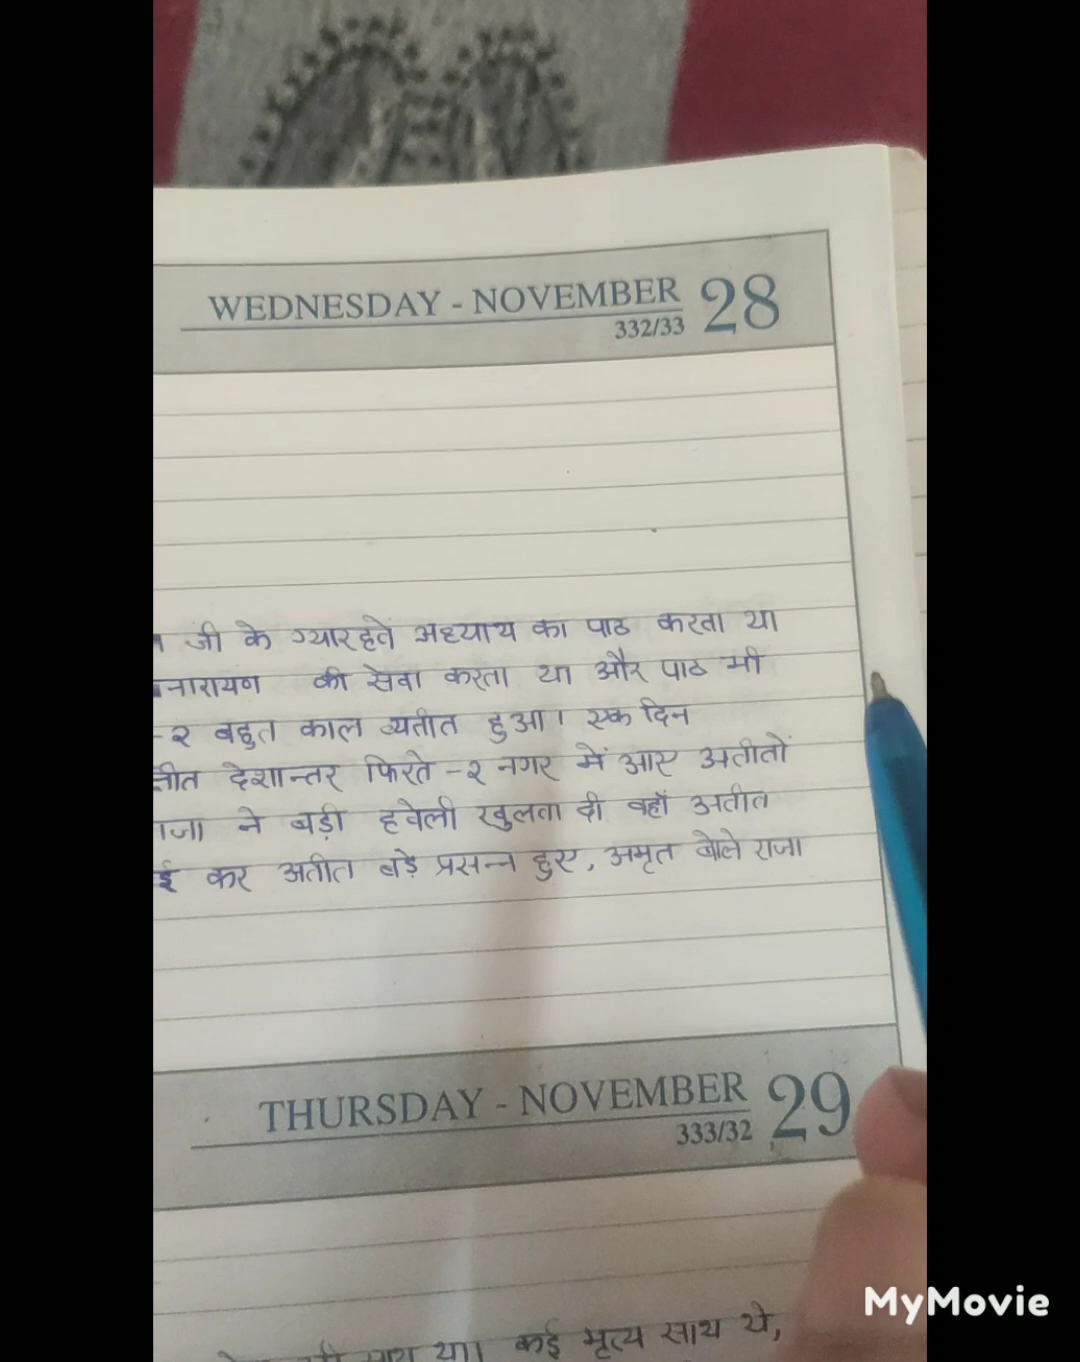 WEDNESDAY - NOVEMBER 28
332/33
जी के ग्यारहवे अध्याय का पाठ करता था
नारायण की सेवा करता था और पाठ भी
-२ बहुत काल व्यतीत हुआ। एक दिन
देशान्तर फिरते -२ नगर में आए अतीतों
ने बड़ी हवेली खुलवा दी वहाँ अतीत
ई कर अतीत बड़े प्रसन्न हुए, अमृत बोले राजा
THURSDAY - NOVEMBER 29
333/32
था। कई भृत्य साथ थे,
MyMovie